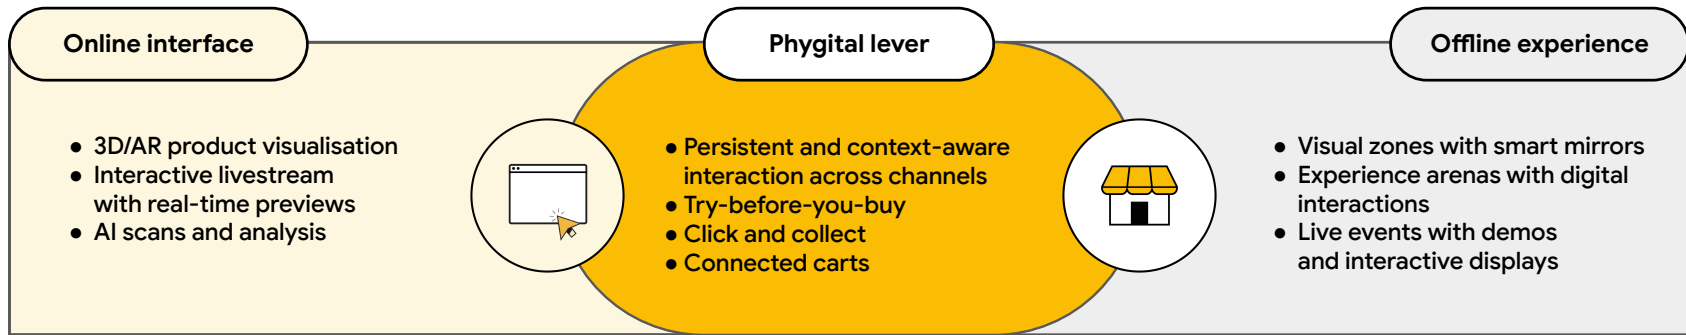 Online interface
• 3D/AR product visualisation
• Interactive livestream
with real-time previews
• AI scans and analysis
Phygital lever
• Persistent and context-aware
interaction across channels
• Try-before-you-buy
• Click and collect
• Connected carts
Offline experience
• Visual zones with smart mirrors
• Experience arenas with digital
interactions
• Live events with demos
and interactive displays